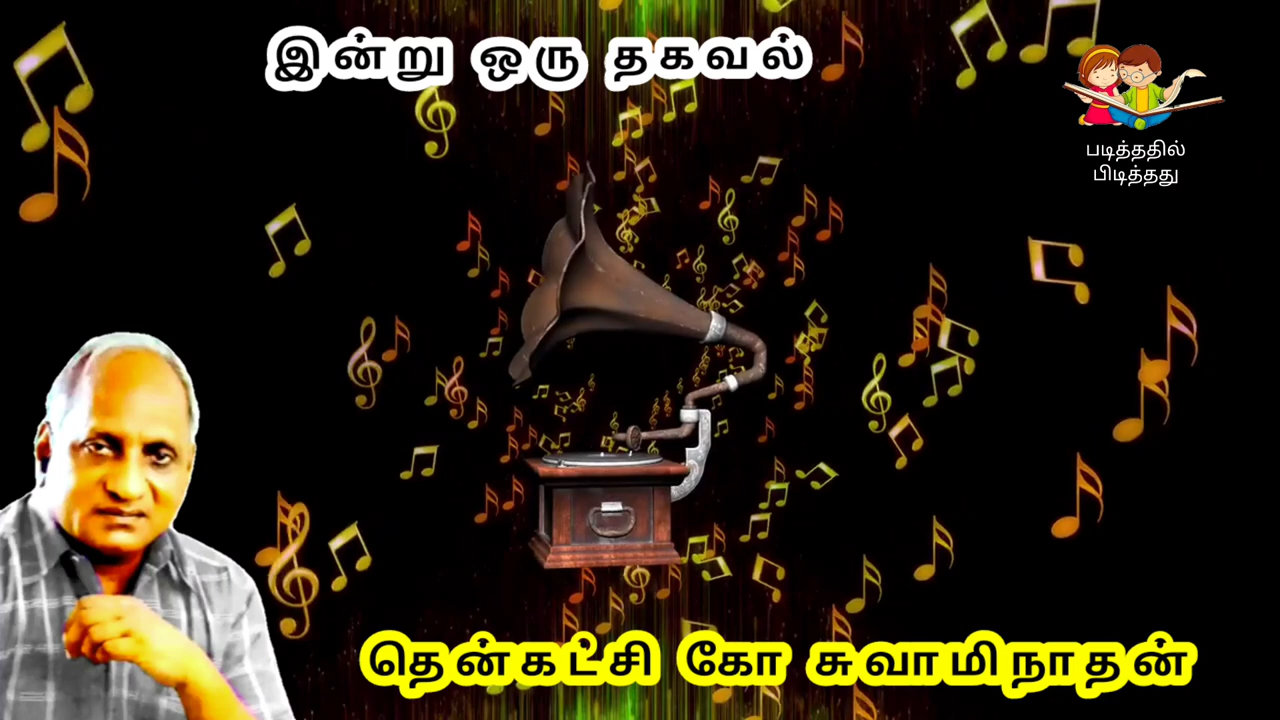 இன்று ஒரு தகவல்
படித்ததில்
பிடித்தது
தென்கட்சி கோ சுவாமிநாதன்